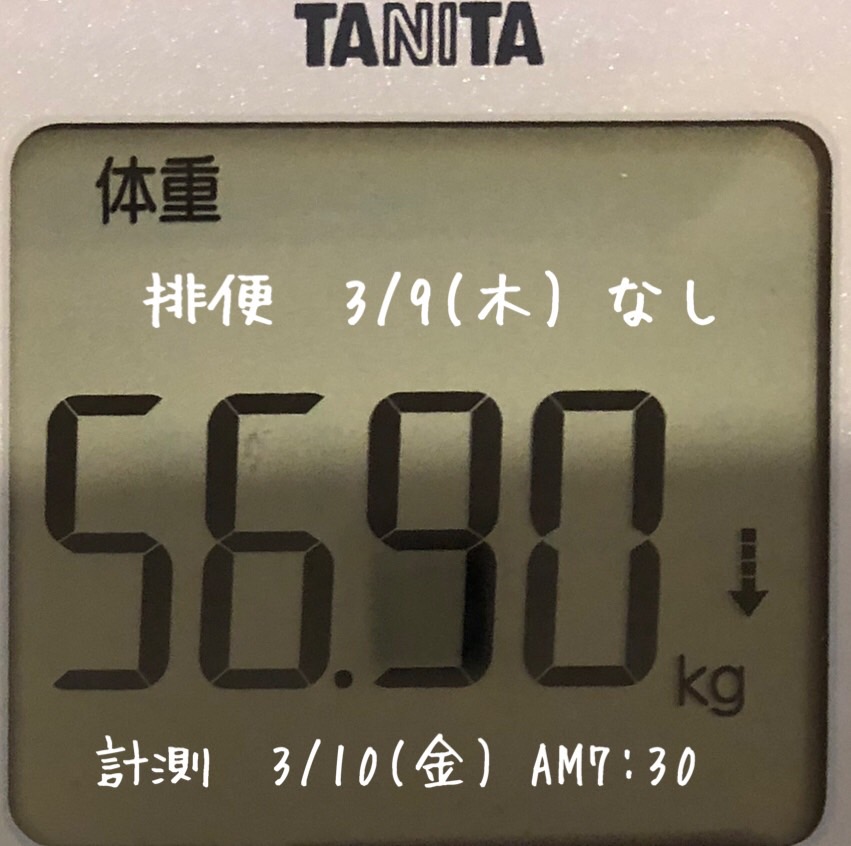 TANITA
体重
排便　3/9(木)　なし
56.90
kg
計測　3/10(金)　AM7:30